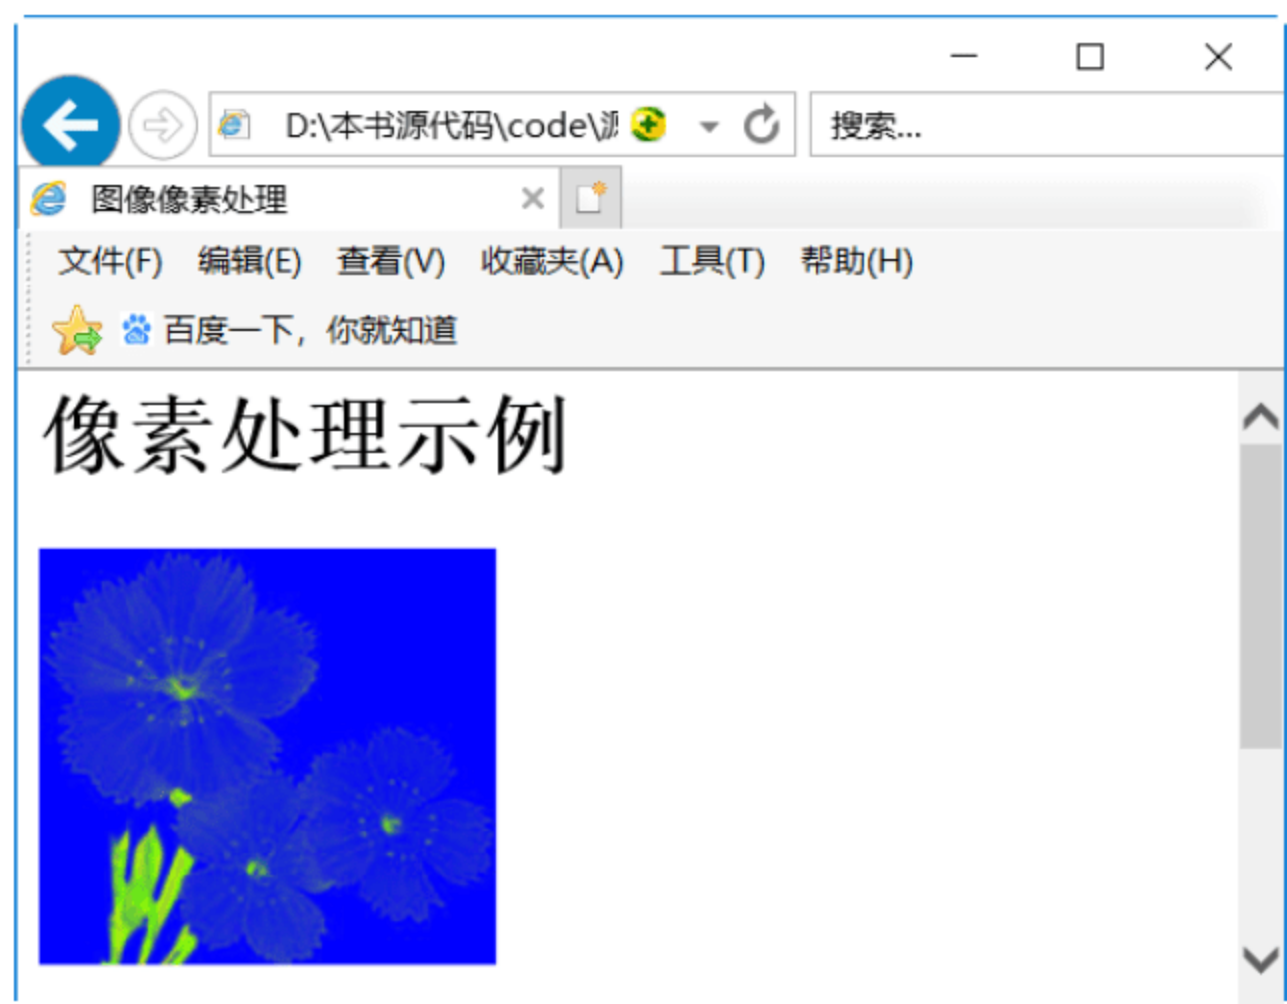 D:\本书源代码\code\源 搜索...
图像像素处理
文件(F) 编辑(E) 查看(V) 收藏夹(A) 工具(T) 帮助(H)
百度一下，你就知道
像素处理示例